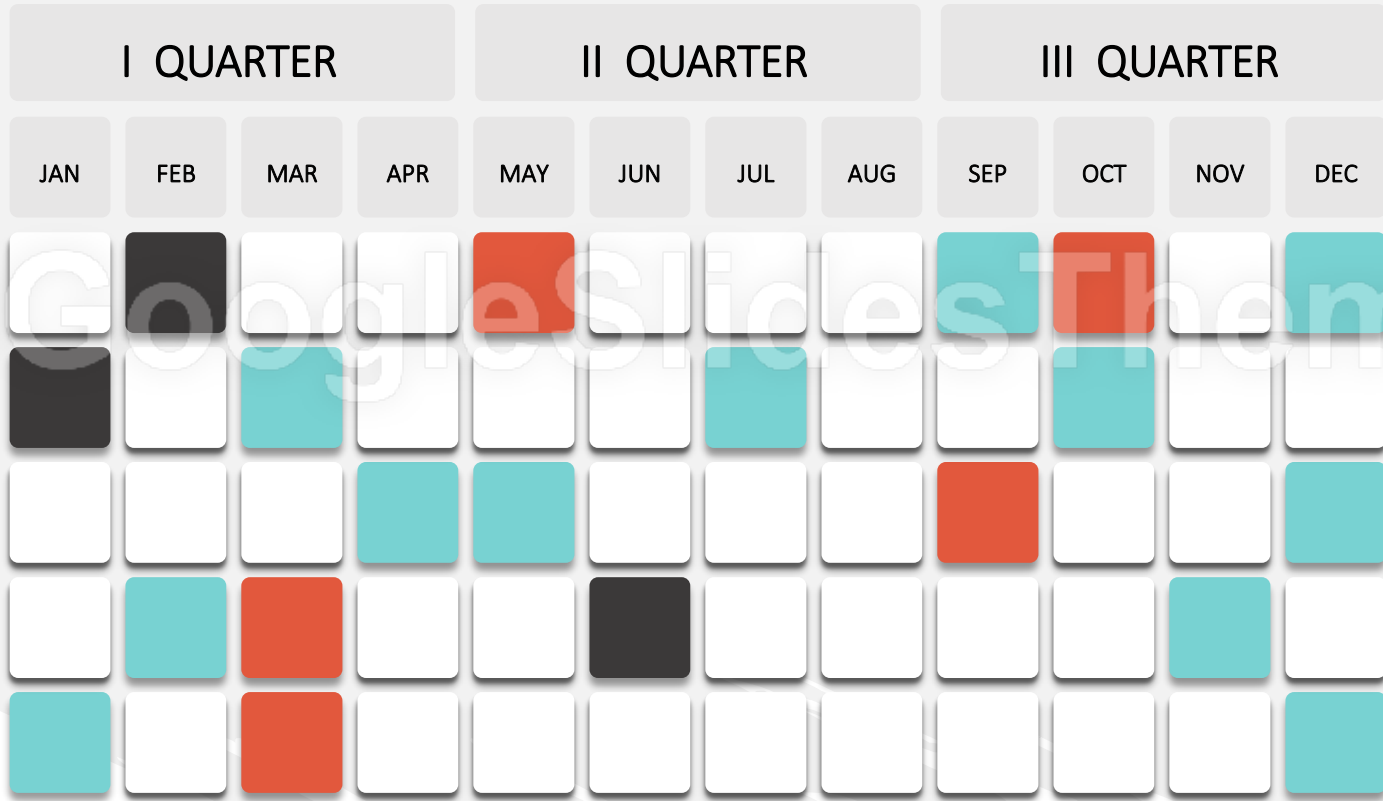 I QUARTER II QUARTER III QUARTER
JAN FEB MAR APR MAY JUN JUL AUG SEP OCT NOV DEC
GoogleSlidesThem